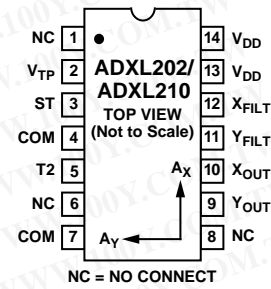 NC 1
14 VDD
VTP 2
ADXL202/
13 VDD
ADXL210
ST 3
TOP VIEW
12 XFILT
(Not to Scale)
COM 4
11 YFILT
T2 5
AX
10 XOUT
NC 6
9 YOUT
COM 7
AY
8 NC
NC = NO CONNECT